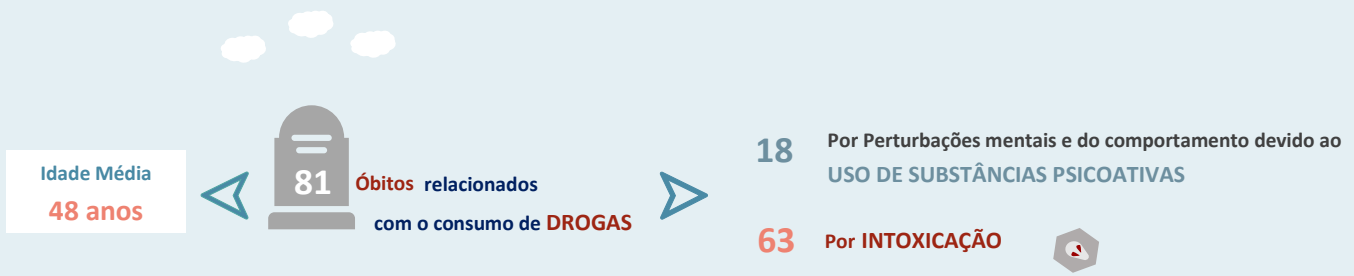 Idade Média
48 anos
81
Óbitos relacionados
com o consumo de DROGAS
18
Por Perturbações mentais e do comportamento devido ao
USO DE SUBSTÂNCIAS PSICOATIVAS
63
Por INTOXICAÇÃO